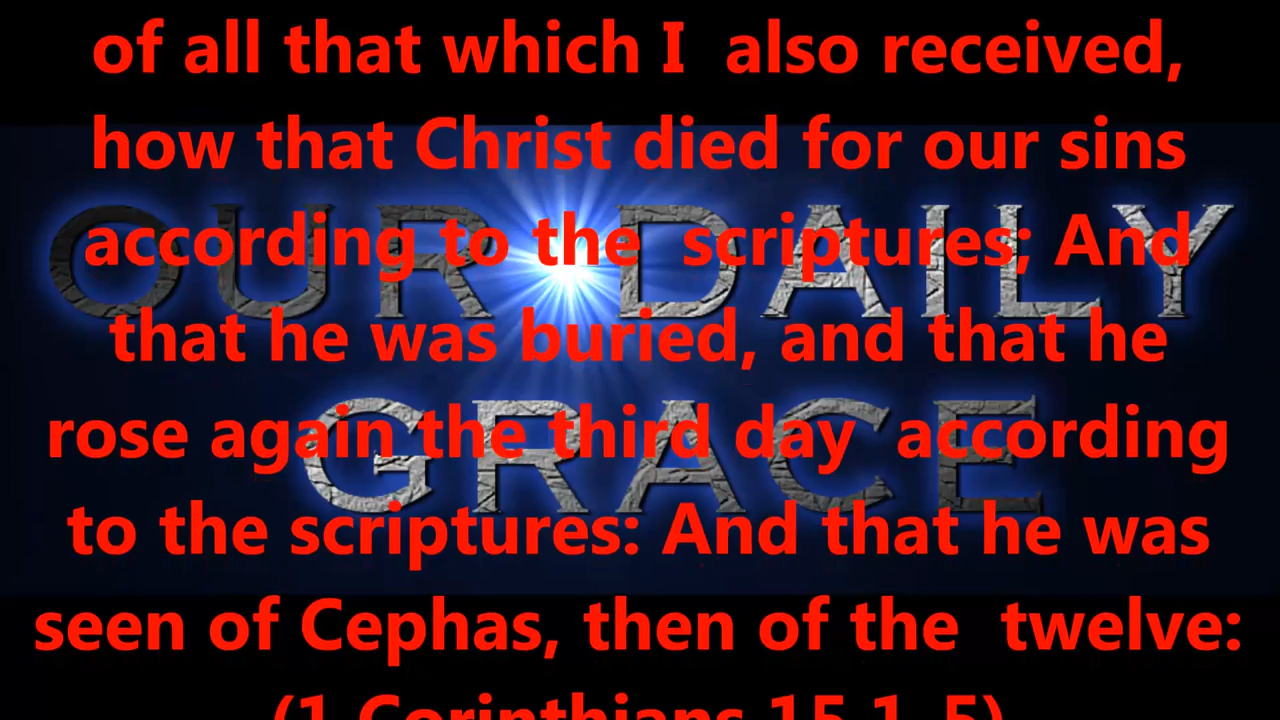 of all that which I also received,
how that Christ died for our sins
according to the scriptures; And
that he was buried, and that he
rose again the third day according
to the scriptures: And that he was
seen of Cephas, then of the twelve:
(1 Corinthians 15.1-5)
OUR DAILY
GRACE